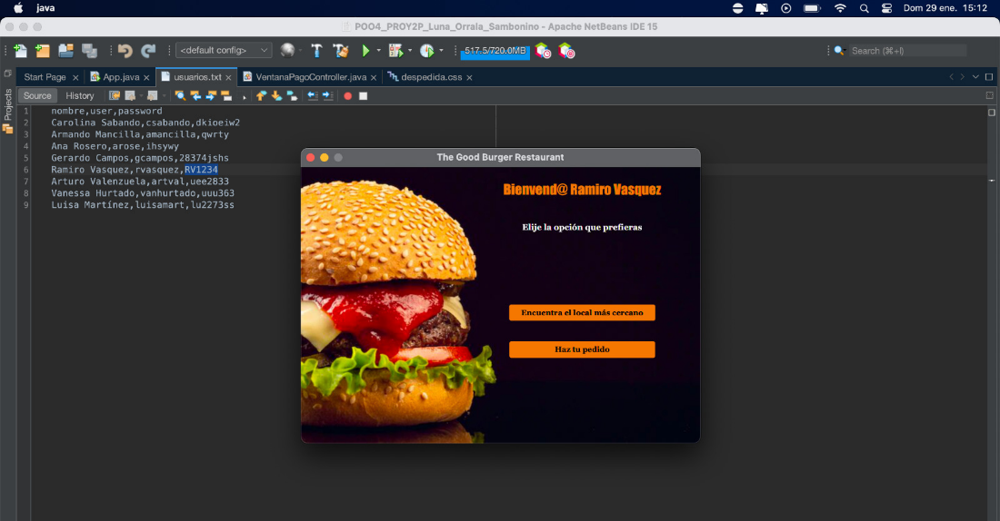 java
Dom 29 ene. 15:12
POO4_PROY2P_Luna_Orrala_Sambonino - Apache NetBeans IDE 15
<default config>
517.5/720.0MB
Search (⌘+I)
Start Page
App.java
usuarios.txt
VentanaPagoController.java
despedida.css
Projects
Source
History
1 nombre,user,password
2 Carolina Sabando,csabando,dkioeiw2
3 Armando Mancilla,amancilla,qwrty
4 Ana Rosero,arose,ihsywy
5 Gerardo Campos,gcampos,28374jshs
6 Ramiro Vasquez,rvasquez,RV1234
7 Arturo Valenzuela,artval,uee2833
8 Vanessa Hurtado,vanhurtado,uuu363
9 Luisa Martínez,luisamart,lu2273ss
The Good Burger Restaurant
Bienvend@ Ramiro Vasquez
Elije la opción que prefieras
Encuentra el local más cercano
Haz tu pedido